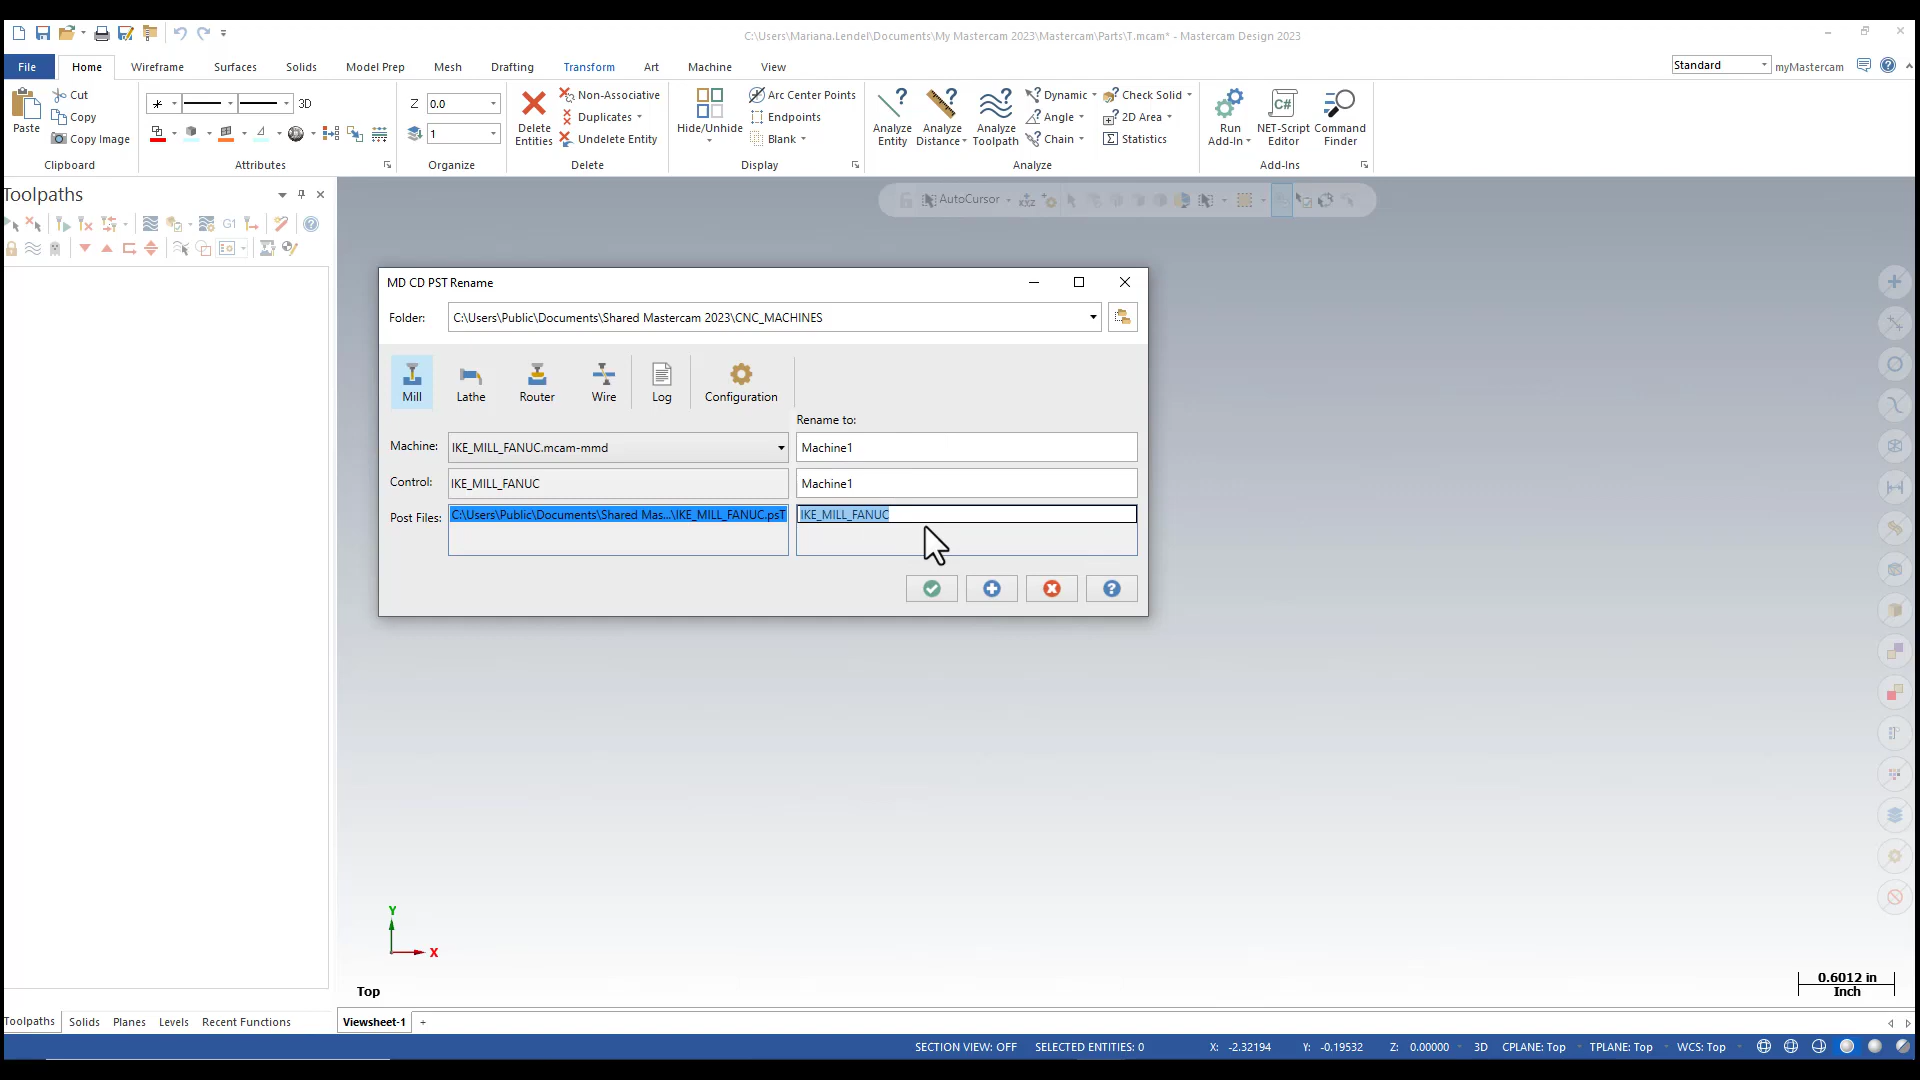 C:\Users\Mariana.Lendel\Documents\My Mastercam 2023\Mastercam\Parts\T.mcam* - Mastercam Design 2023
File Home Wireframe Surfaces Solids Model Prep Mesh Drafting Transform Art Machine View
Standard myMastercam
Paste Cut Copy Copy Image
Clipboard
3D
Attributes
Z 0.0
1
Organize
Delete Entities
Non-Associative
Duplicates
Undelete Entity
Delete
Hide/Unhide
Arc Center Points
Endpoints
Blank
Display
Analyze Entity
Analyze Distance
Analyze Toolpath
Dynamic
Angle
Chain
Check Solid
2D Area
Statistics
Analyze
Run Add-In
NET-Script Editor
Command Finder
Add-Ins
Toolpaths
G1
AutoCursor
MD CD PST Rename
Folder: C:\Users\Public\Documents\Shared Mastercam 2023\CNC_MACHINES
Mill Lathe Router Wire Log Configuration
Rename to:
Machine: IKE_MILL_FANUC.mcam-mmd Machine1
Control: IKE_MILL_FANUC Machine1
Post Files: C:\Users\Public\Documents\Shared Mas...\IKE_MILL_FANUC.psT IKE_MILL_FANUC
Y
X
Top
0.6012 in
Inch
Toolpaths Solids Planes Levels Recent Functions
Viewsheet-1 +
SECTION VIEW: OFF SELECTED ENTITIES: 0 X: -2.32194 Y: -0.19532 Z: 0.00000 3D CPLANE: Top TPLANE: Top WCS: Top